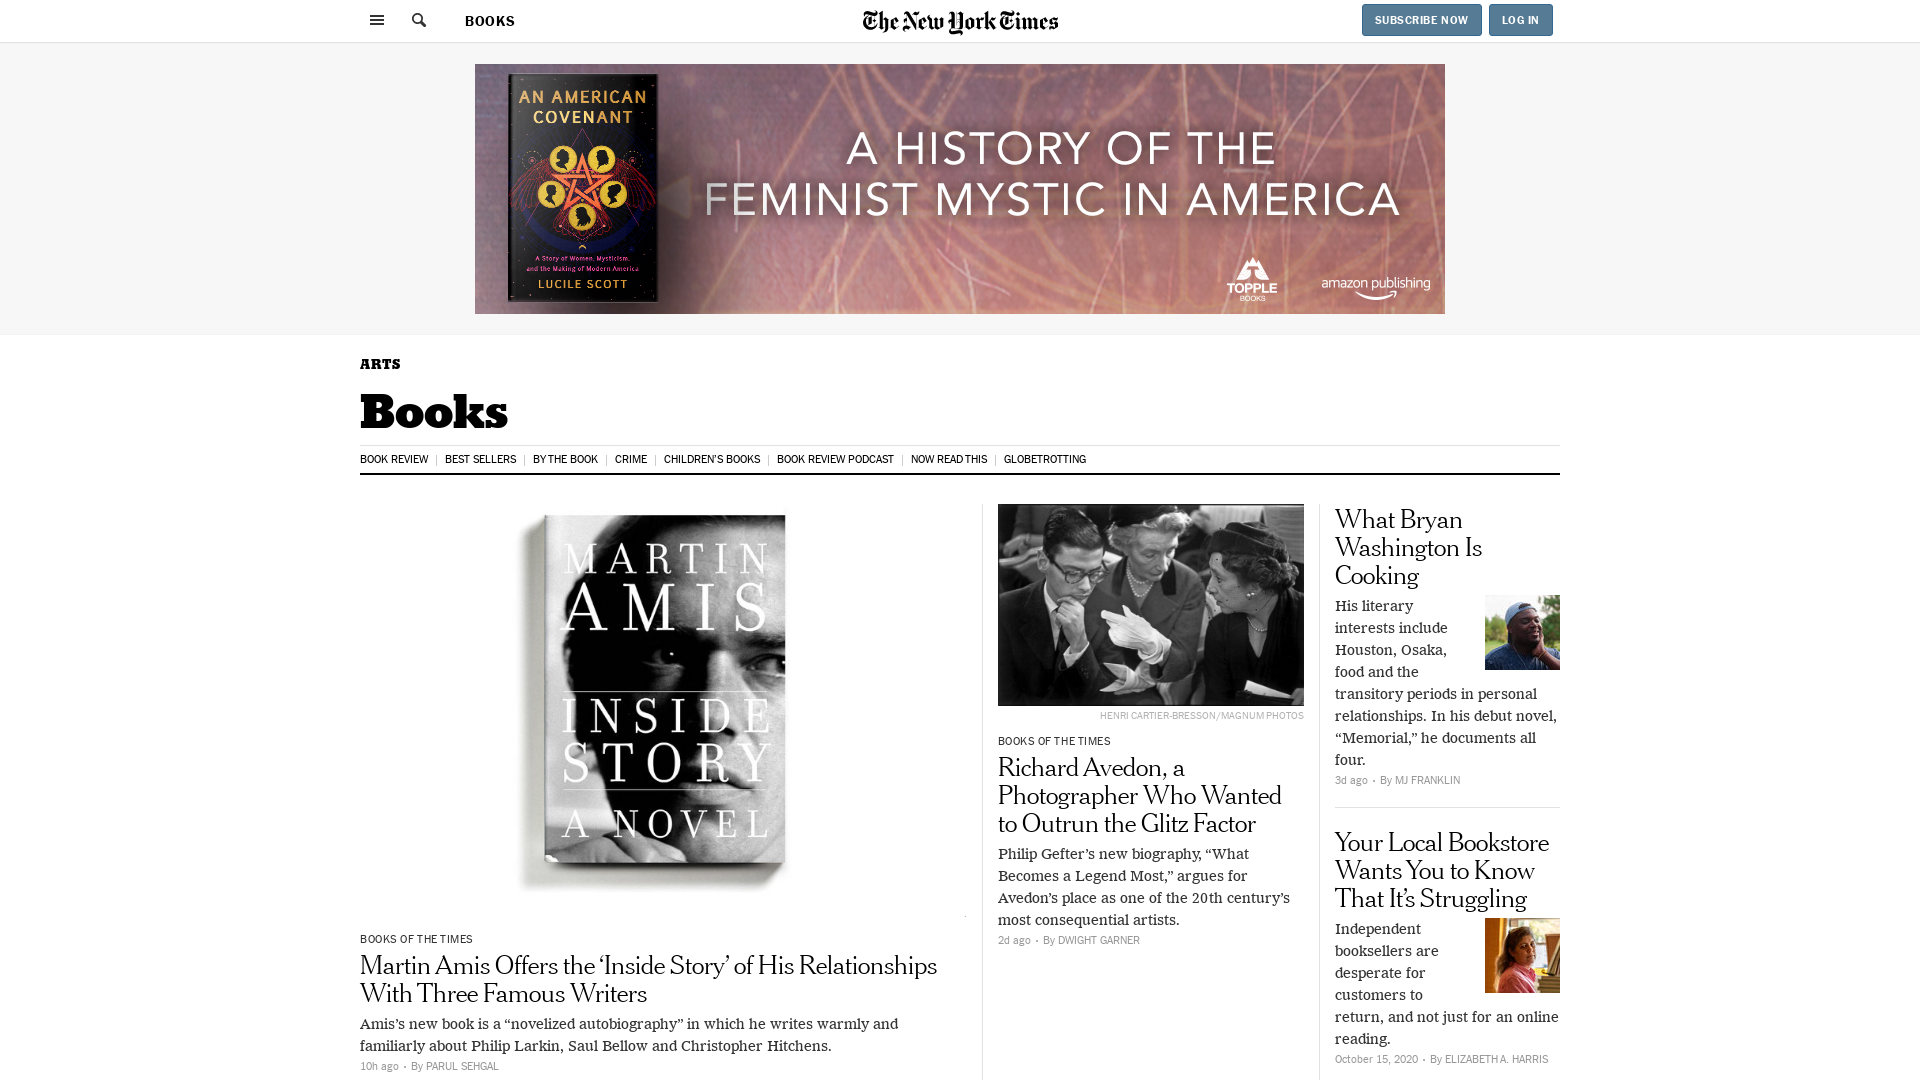 BOOKS
The New York Times
SUBSCRIBE NOW
LOG IN
AN AMERICAN
COVENANT
A Story of Women, Mysticism,
and the Making of Modern America
LUCILE SCOTT
A HISTORY OF THE
FEMINIST MYSTIC IN AMERICA
TOPPLE
BOOKS
amazon publishing
ARTS
Books
BOOK REVIEW
BEST SELLERS
BY THE BOOK
CRIME
CHILDREN'S BOOKS
BOOK REVIEW PODCAST
NOW READ THIS
GLOBETROTTING
MARTIN
AMIS
INSIDE
STORY
A NOVEL
BOOKS OF THE TIMES
Martin Amis Offers the ‘Inside Story’ of His Relationships
With Three Famous Writers
Amis’s new book is a “novelized autobiography” in which he writes warmly and
familiarly about Philip Larkin, Saul Bellow and Christopher Hitchens.
10h ago • By PARUL SEHGAL
HENRI CARTIER-BRESSON/MAGNUM PHOTOS
BOOKS OF THE TIMES
Richard Avedon, a
Photographer Who Wanted
to Outrun the Glitz Factor
Philip Gefter’s new biography, “What
Becomes a Legend Most,” argues for
Avedon’s place as one of the 20th century’s
most consequential artists.
2d ago • By DWIGHT GARNER
What Bryan
Washington Is
Cooking
His literary
interests include
Houston, Osaka,
food and the
transitory periods in personal
relationships. In his debut novel,
“Memorial,” he documents all
four.
3d ago • By MJ FRANKLIN
Your Local Bookstore
Wants You to Know
That It’s Struggling
Independent
booksellers are
desperate for
customers to
return, and not just for an online
reading.
October 15, 2020 • By ELIZABETH A. HARRIS